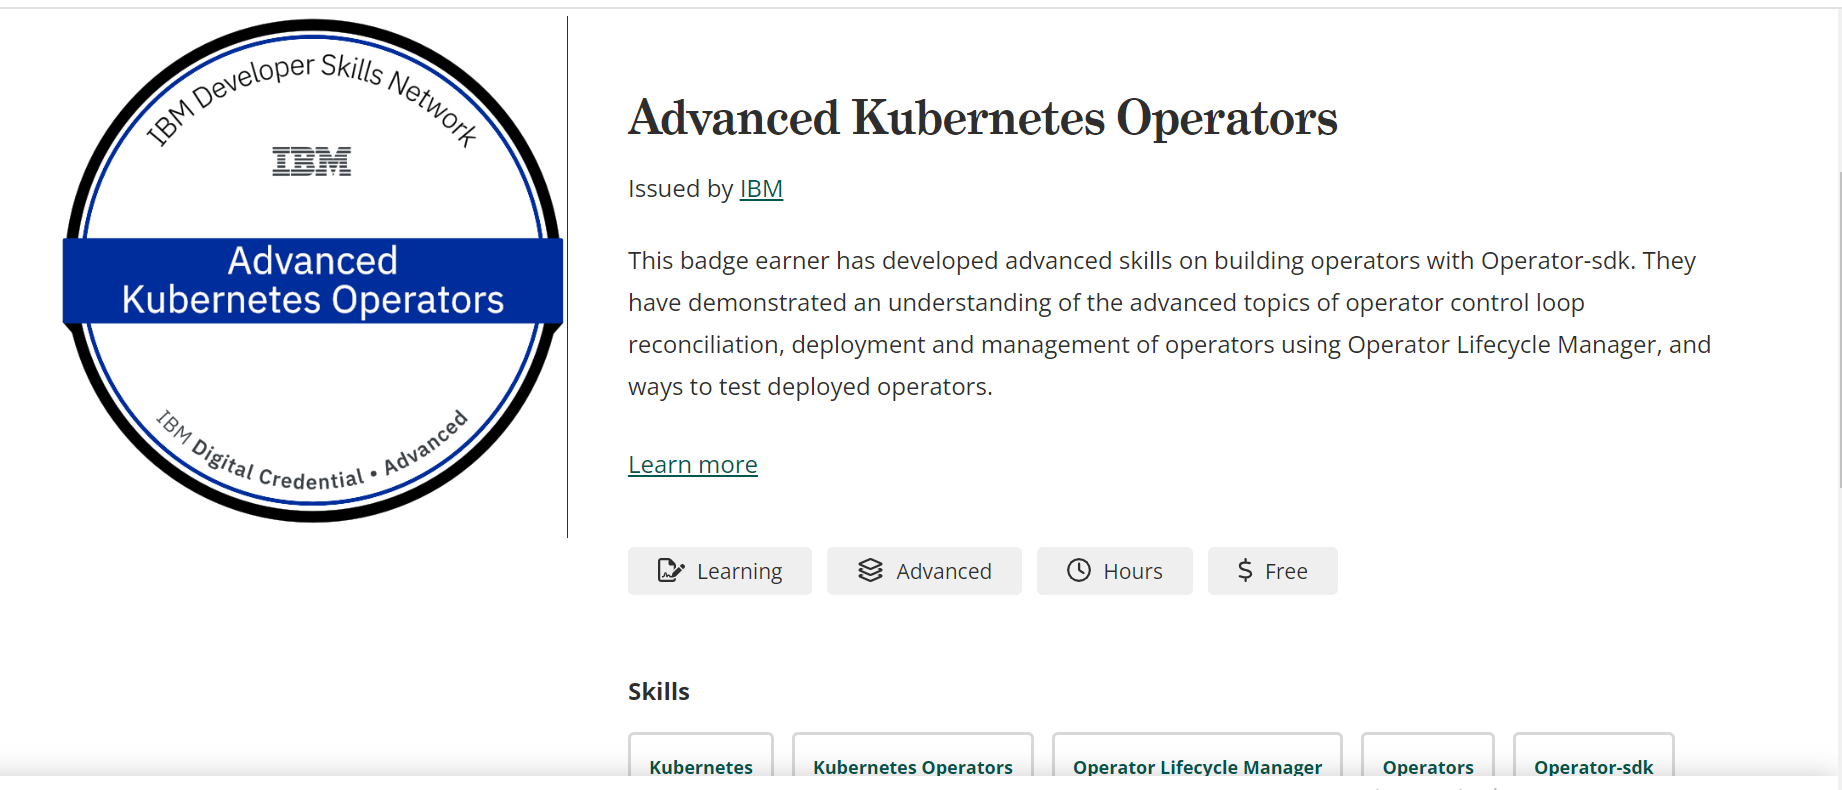 IBM Developer Skills Network
IBM
Advanced
Kubernetes Operators
IBM Digital Credential • Advanced
Advanced Kubernetes Operators
Issued by IBM
This badge earner has developed advanced skills on building operators with Operator-sdk. They
have demonstrated an understanding of the advanced topics of operator control loop
reconciliation, deployment and management of operators using Operator Lifecycle Manager, and
ways to test deployed operators.
Learn more
Learning Advanced Hours $ Free
Skills
Kubernetes Kubernetes Operators Operator Lifecycle Manager Operators Operator-sdk